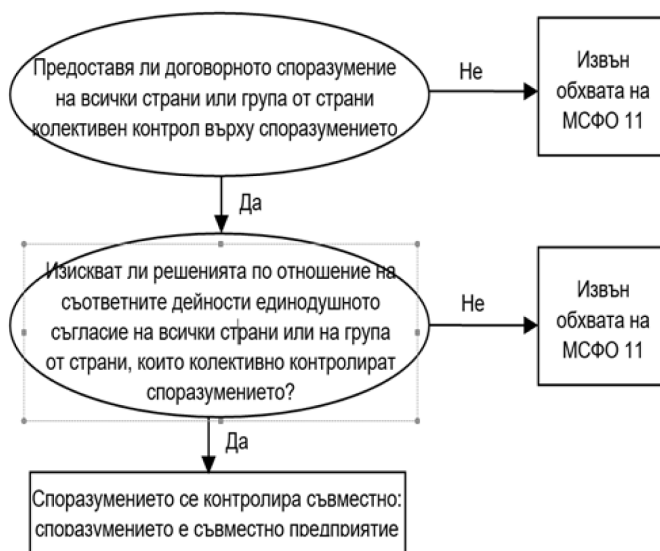 Предоставя ли договорното споразумение
на всички страни или група от страни
колективен контрол върху споразумението
Не
Извън
обхвата на
МСФО 11
Да
Изискват ли решенията по отношение на
съответните дейности единодушното
съгласие на всички страни или на група
от страни, които колективно контролират
споразумението?
Не
Извън
обхвата на
МСФО 11
Да
Споразумението се контролира съвместно:
споразумението е съвместно предприятие